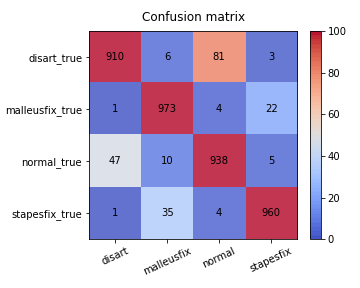 Confusion matrix
disart_true 910 6 81 3
malleusfix_true 1 973 4 22
normal_true 47 10 938 5
stapesfix_true 1 35 4 960
disart malleusfix normal stapesfix
100
80
60
40
20
0